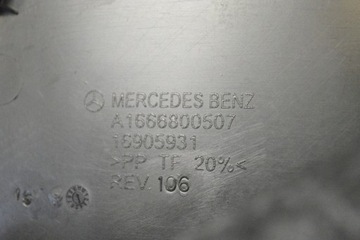 MERCEDES BENZ
A1666800507
16905931
>PP TF 20%<
REV 106